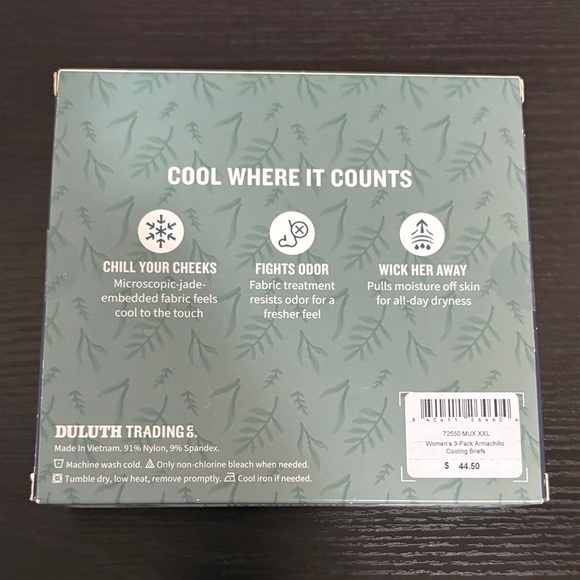 COOL WHERE IT COUNTS
CHILL YOUR CHEEKS
Microscopic-jade-
embedded fabric feels
cool to the touch
FIGHTS ODOR
Fabric treatment
resists odor for a
fresher feel
WICK HER AWAY
Pulls moisture off skin
for all-day dryness
DULUTH TRADING Co.
Made in Vietnam. 91% Nylon, 9% Spandex.
Machine wash cold. Only non-chlorine bleach when needed.
Tumble dry, low heat, remove promptly. Cool iron if needed.
72550 MUX XXL
Women's 3-Pack Armachillo
Cooling Briefs
$ 44.50